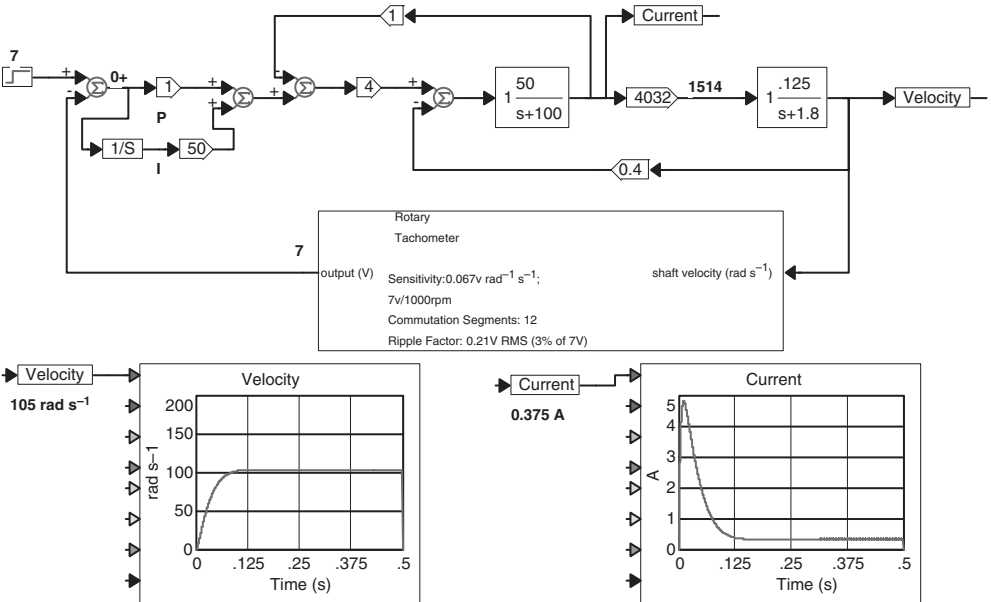 1
Current
7
+
-
Σ
0+
1
P
+
+
Σ
1/S
50
I
-
+
Σ
4
+
-
Σ
1 50
s+100
4032
1514
1 .125
s+1.8
Velocity
0.4
Rotary
Tachometer
7
output (V)
shaft velocity (rad s–1)
Sensitivity:0.067v rad–1 s–1;
7v/1000rpm
Commutation Segments: 12
Ripple Factor: 0.21V RMS (3% of 7V)
Velocity
105 rad s–1
Velocity
200
150
100
50
0
rad s–1
0 .125 .25 .375 .5
Time (s)
Current
0.375 A
Current
5
4
3
2
1
0
A
0 .125 .25 .375 .5
Time (s)